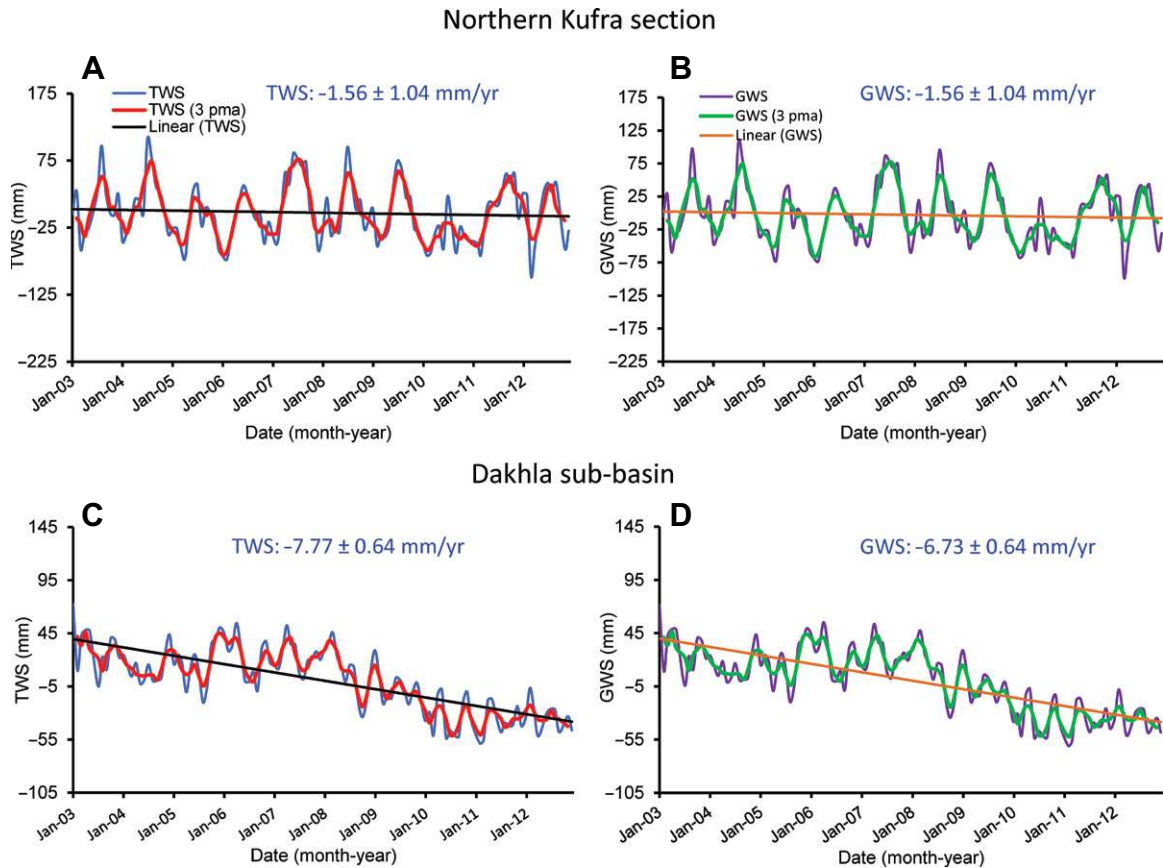 Northern Kufra section
A
TWS
TWS (3 pma)
Linear (TWS)
TWS: −1.56 ± 1.04 mm/yr
175
75
−25
−125
−225
TWS (mm)
Jan-03
Jan-04
Jan-05
Jan-06
Jan-07
Jan-08
Jan-09
Jan-10
Jan-11
Jan-12
Date (month-year)
B
GWS
GWS (3 pma)
Linear (GWS)
GWS: −1.56 ± 1.04 mm/yr
175
125
75
25
−25
−75
−125
−175
−225
GWS (mm)
Jan-03
Jan-04
Jan-05
Jan-06
Jan-07
Jan-08
Jan-09
Jan-10
Jan-11
Jan-12
Date (month-year)
Dakhla sub-basin
C
TWS: −7.77 ± 0.64 mm/yr
145
95
45
−5
−55
−105
TWS (mm)
Jan-03
Jan-04
Jan-05
Jan-06
Jan-07
Jan-08
Jan-09
Jan-10
Jan-11
Jan-12
Date (month-year)
D
GWS: −6.73 ± 0.64 mm/yr
145
95
45
−5
−55
−105
GWS (mm)
Jan-03
Jan-04
Jan-05
Jan-06
Jan-07
Jan-08
Jan-09
Jan-10
Jan-11
Jan-12
Date (month-year)